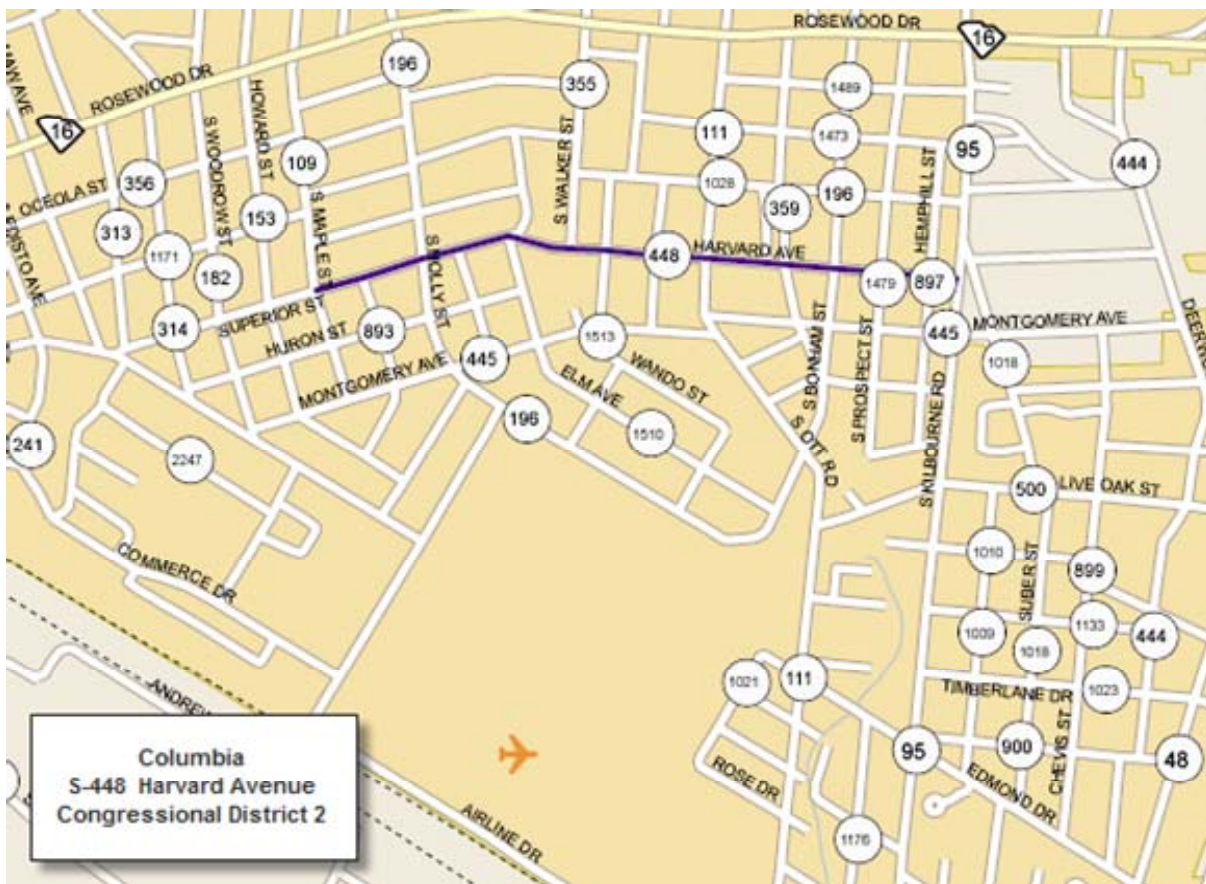 ROSEWOOD DR
16
196
355
1489
ROSEWOOD DR
16
HOWARD ST
111
1473
95
444
OCEOLA ST
356
109
S WALKER ST
1028
359
196
HEMPHILL ST
313
S WOODROW ST
153
S MAPLE ST
S HOLLY ST
1171
182
448
HARVARD AVE
1479
897
314
SUPERIOR ST
HURON ST
893
445
MONTGOMERY AVE
1513
WANDO ST
S BONHAM ST
S PROSPECT ST
445
MONTGOMERY AVE
1018
ELM AVE
196
1510
S OTT RD
S KILBOURNE RD
241
2247
500
LIVE OAK ST
COMMERCE DR
1010
SUBER ST
899
1009
1018
1133
444
1021
111
TIMBERLANE DR
1023
95
900
CHEVIS ST
48
ROSE DR
EDMOND DR
AIRLINE DR
1176
Columbia
S-448 Harvard Avenue
Congressional District 2